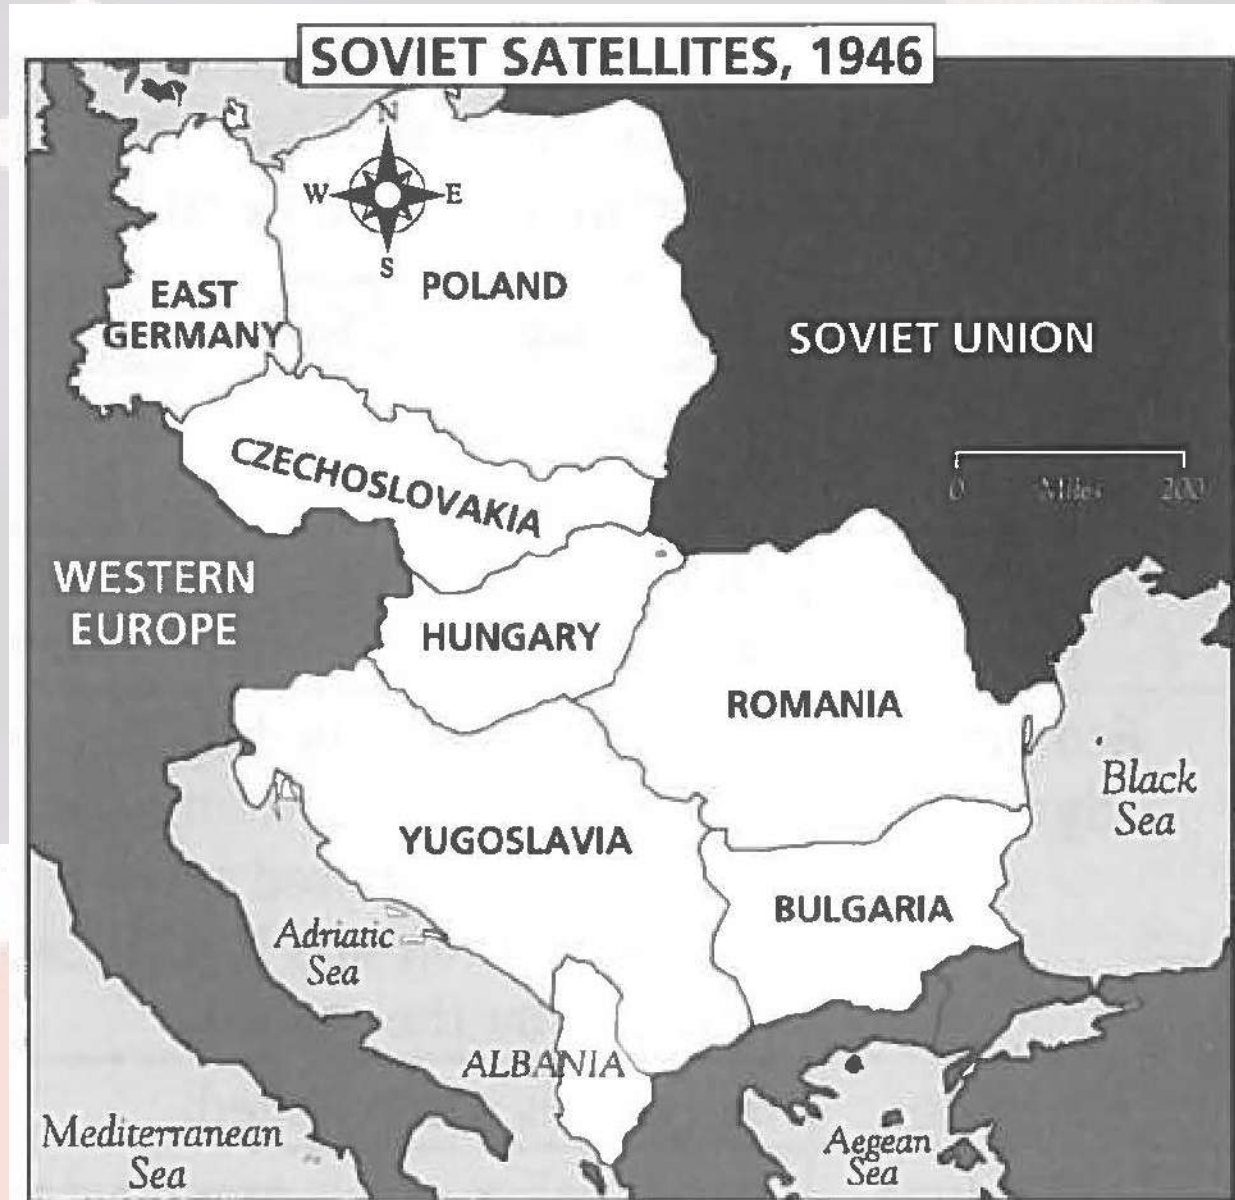 SOVIET SATELLITES, 1946
N
W E
S
EAST
GERMANY
POLAND
SOVIET UNION
CZECHOSLOVAKIA
0 Miles 200
WESTERN
EUROPE
HUNGARY
ROMANIA
Black
Sea
YUGOSLAVIA
BULGARIA
Adriatic
Sea
ALBANIA
Mediterranean
Sea
Aegean
Sea